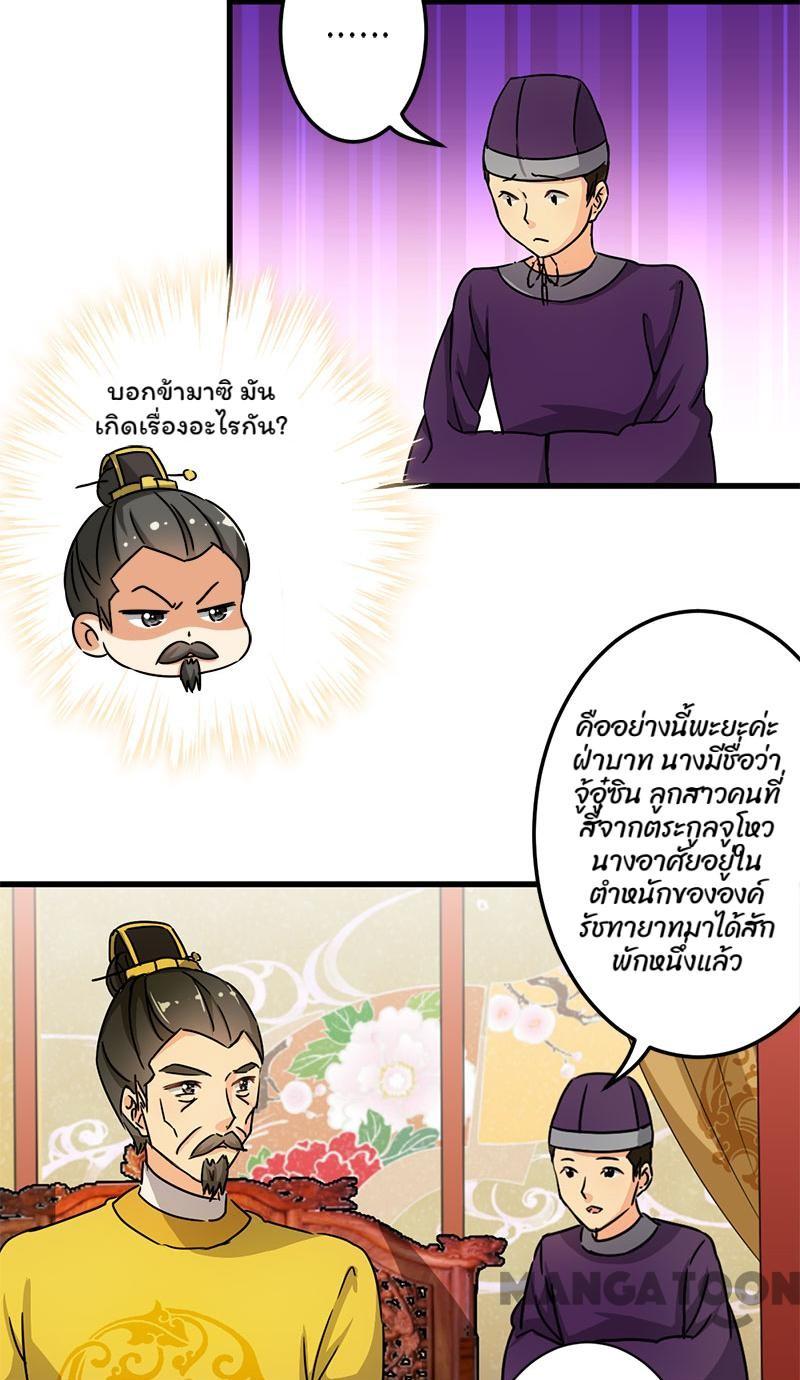 ......
บอกข้ามาซิ มัน
เกิดเรื่องอะไรกัน?
คืออย่างนี้พะยะค่ะ
ฝ่าบาท นางมีชื่อว่า
จู้อู๋ซิน ลูกสาวคนที่
สี่จากตระกูลจูโหว
นางอาศัยอยู่ใน
ตำหนักขององค์
รัชทายาทมาได้สัก
พักหนึ่งแล้ว
MANGATOON